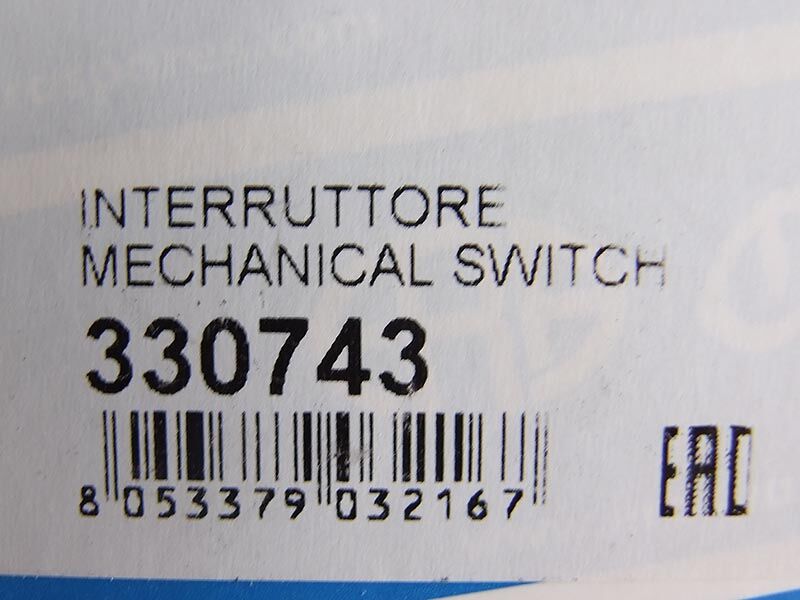 INTERRUTTORE
MECHANICAL SWITCH
330743
8 053379 032167
EAC